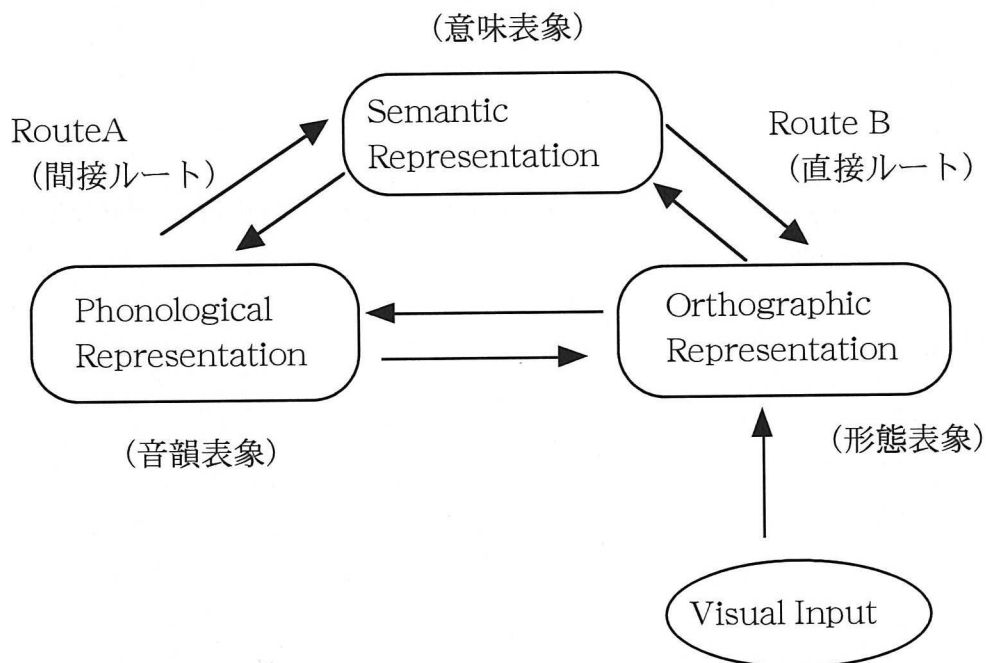 （意味表象）
RouteA
（間接ルート）
Semantic
Representation
Route B
（直接ルート）
Phonological
Representation
Orthographic
Representation
（音韻表象）
（形態表象）
Visual Input